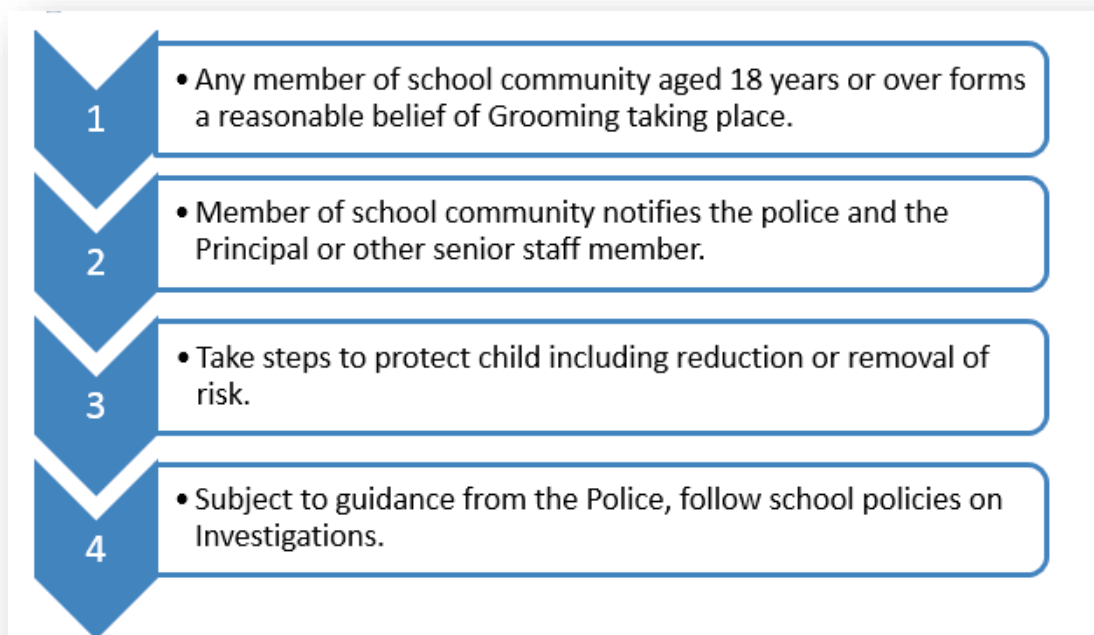 1
• Any member of school community aged 18 years or over forms
a reasonable belief of Grooming taking place.
2
• Member of school community notifies the police and the
Principal or other senior staff member.
3
• Take steps to protect child including reduction or removal of
risk.
4
• Subject to guidance from the Police, follow school policies on
Investigations.